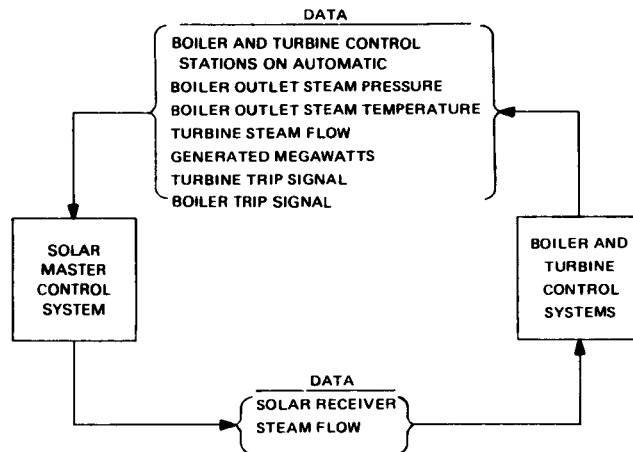 DATA
BOILER AND TURBINE CONTROL
STATIONS ON AUTOMATIC
BOILER OUTLET STEAM PRESSURE
BOILER OUTLET STEAM TEMPERATURE
TURBINE STEAM FLOW
GENERATED MEGAWATTS
TURBINE TRIP SIGNAL
BOILER TRIP SIGNAL
SOLAR
MASTER
CONTROL
SYSTEM
BOILER AND
TURBINE
CONTROL
SYSTEMS
DATA
SOLAR RECEIVER
STEAM FLOW